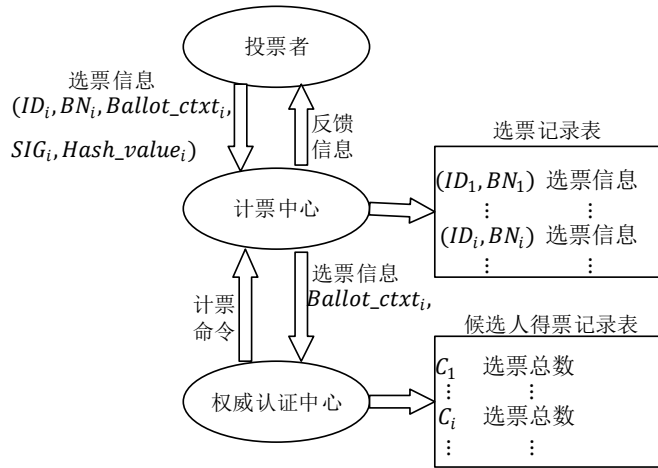 投票者
选票信息
(ID_i, BN_i, Ballot_ctxt_i,
SIG_i, Hash_value_i)
反馈
信息
计票中心
选票记录表
(ID_1, BN_1) 选票信息
⋮ ⋮
(ID_i, BN_i) 选票信息
⋮ ⋮
计票
命令
选票信息
Ballot_ctxt_i,
权威认证中心
候选人得票记录表
C_1 选票总数
⋮ ⋮
C_i 选票总数
⋮ ⋮